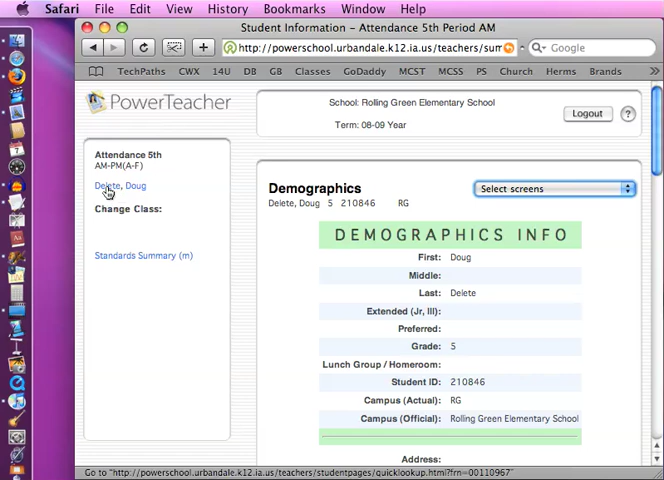 Safari File Edit View History Bookmarks Window Help
Student Information - Attendance 5th Period AM
http://powerschool.urbandale.k12.ia.us/teachers/sum
Google
TechPaths CWX 14U DB GB Classes GoDaddy MCST MCSS PS Church Herms Brands
PowerTeacher
School: Rolling Green Elementary School
Term: 08-09 Year
Logout
?
Attendance 5th
AM-PM(A-F)
Delete, Doug
Change Class:
Standards Summary (m)
Demographics
Select screens
Delete, Doug 5 210846 RG
DEMOGRAPHICS INFO
First: Doug
Middle:
Last: Delete
Extended (Jr, III):
Preferred:
Grade: 5
Lunch Group / Homeroom:
Student ID: 210846
Campus (Actual): RG
Campus (Official): Rolling Green Elementary School
Address:
Go to "http://powerschool.urbandale.k12.ia.us/teachers/studentpages/quicklookup.html?frn=00110967"